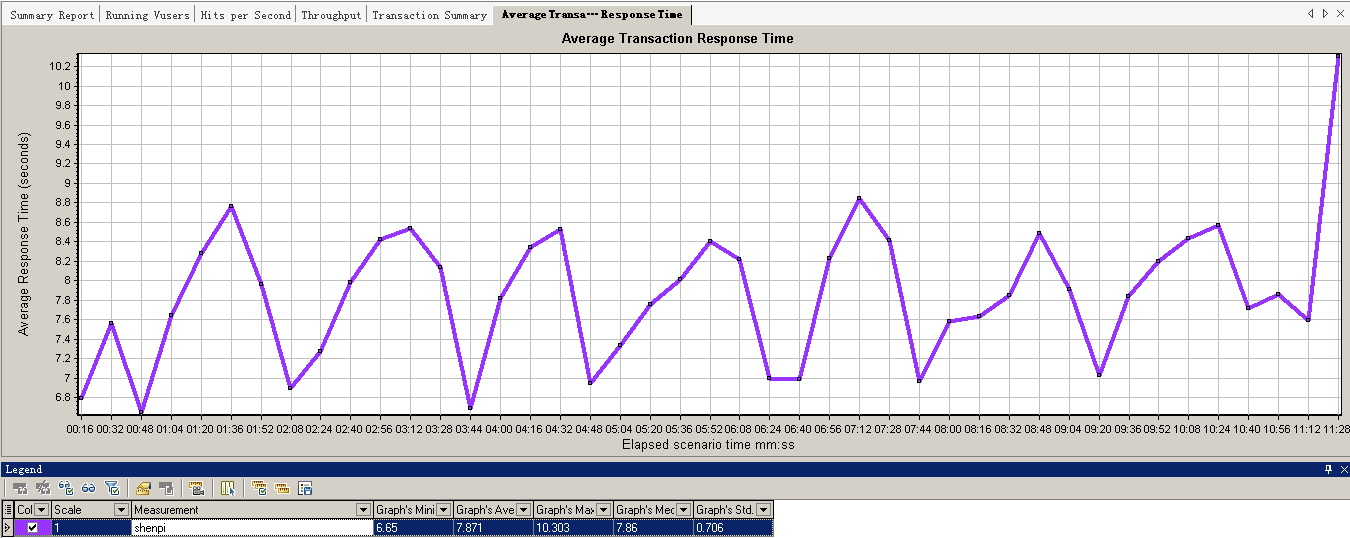 Summary Report Running Vusers Hits per Second Throughput Transaction Summary Average Transa··· Response Time
Average Transaction Response Time
Average Response Time (seconds)
10.2
10
9.8
9.6
9.4
9.2
9
8.8
8.6
8.4
8.2
8
7.8
7.6
7.4
7.2
7
6.8
00:16 00:32 00:48 01:04 01:20 01:36 01:52 02:08 02:24 02:40 02:56 03:12 03:28 03:44 04:00 04:16 04:32 04:48 05:04 05:20 05:36 05:52 06:08 06:24 06:40 06:56 07:12 07:28 07:44 08:00 08:16 08:32 08:48 09:04 09:20 09:36 09:52 10:08 10:24 10:40 10:56 11:12 11:28
Elapsed scenario time mm:ss
Legend
Col Scale Measurement Graph's Mini Graph's Ave Graph's Max Graph's Mec Graph's Std.
1 shenpi 6.65 7.871 10.303 7.86 0.706